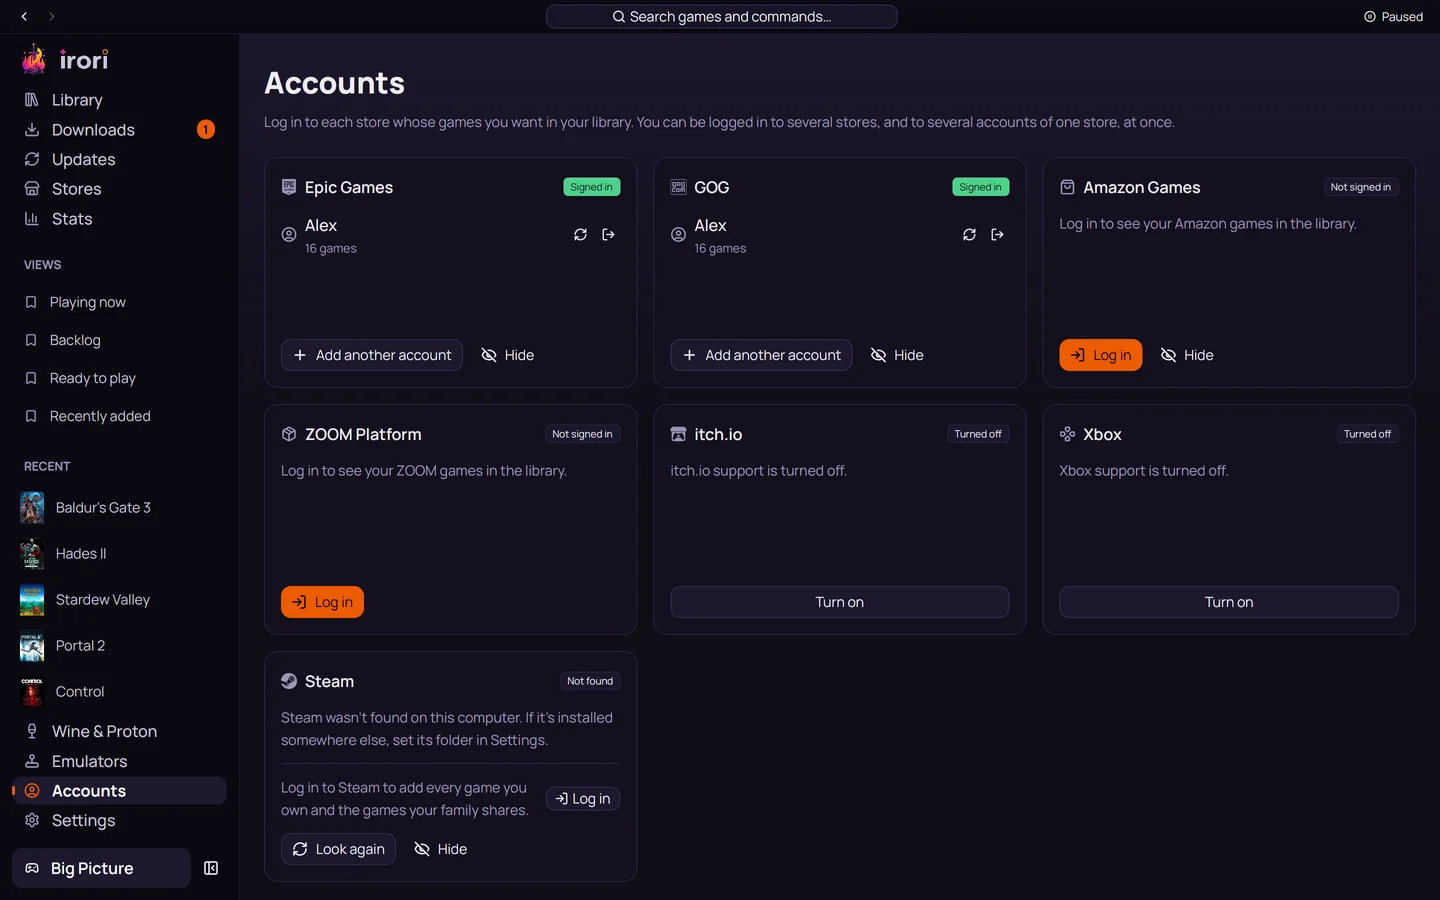 Search games and commands...
Paused
irori
Library
Downloads
1
Updates
Stores
Stats
VIEWS
Playing now
Backlog
Ready to play
Recently added
RECENT
Baldur's Gate 3
Hades II
Stardew Valley
Portal 2
Control
Wine & Proton
Emulators
Accounts
Settings
Big Picture
Accounts
Log in to each store whose games you want in your library. You can be logged in to several stores, and to several accounts of one store, at once.
Epic Games
Signed in
Alex
16 games
Add another account
Hide
GOG
Signed in
Alex
16 games
Add another account
Hide
Amazon Games
Not signed in
Log in to see your Amazon games in the library.
Log in
Hide
ZOOM Platform
Not signed in
Log in to see your ZOOM games in the library.
Log in
itch.io
Turned off
itch.io support is turned off.
Turn on
Xbox
Turned off
Xbox support is turned off.
Turn on
Steam
Not found
Steam wasn't found on this computer. If it's installed
somewhere else, set its folder in Settings.
Log in to Steam to add every game you
own and the games your family shares.
Log in
Look again
Hide